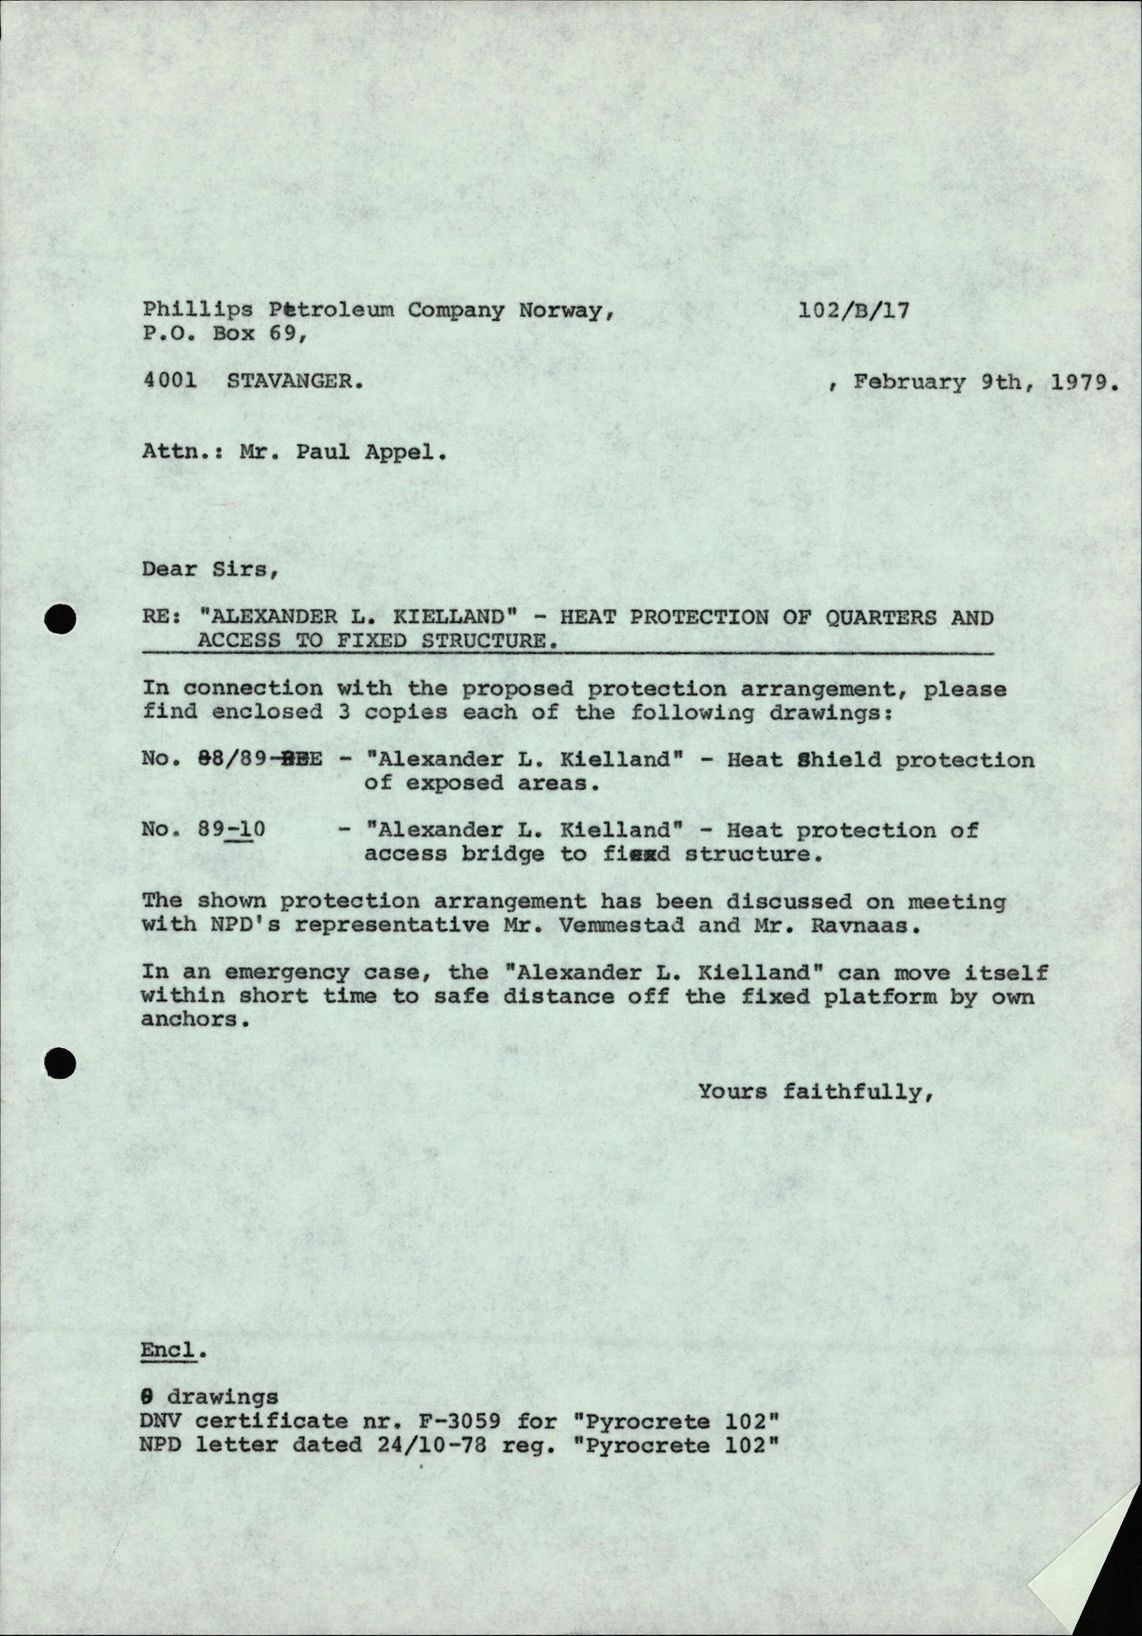 Phillips Petroleum Company Norway, 102/B/17
P.O. Box 69,
4001 STAVANGER. , February 9th, 1979.
Attn.: Mr. Paul Appel.
Dear Sirs,
RE: "ALEXANDER L. KIELLAND" - HEAT PROTECTION OF QUARTERS AND
ACCESS TO FIXED STRUCTURE.
In connection with the proposed protection arrangement, please
find enclosed 3 copies each of the following drawings:
No. 88/89-E - "Alexander L. Kielland" - Heat Shield protection
of exposed areas.
No. 89-10 - "Alexander L. Kielland" - Heat protection of
access bridge to fixed structure.
The shown protection arrangement has been discussed on meeting
with NPD's representative Mr. Vemmestad and Mr. Ravnaas.
In an emergency case, the "Alexander L. Kielland" can move itself
within short time to safe distance off the fixed platform by own
anchors.
Yours faithfully,
Encl.
drawings
DNV certificate nr. F-3059 for "Pyrocrete 102"
NPD letter dated 24/10-78 reg. "Pyrocrete 102"